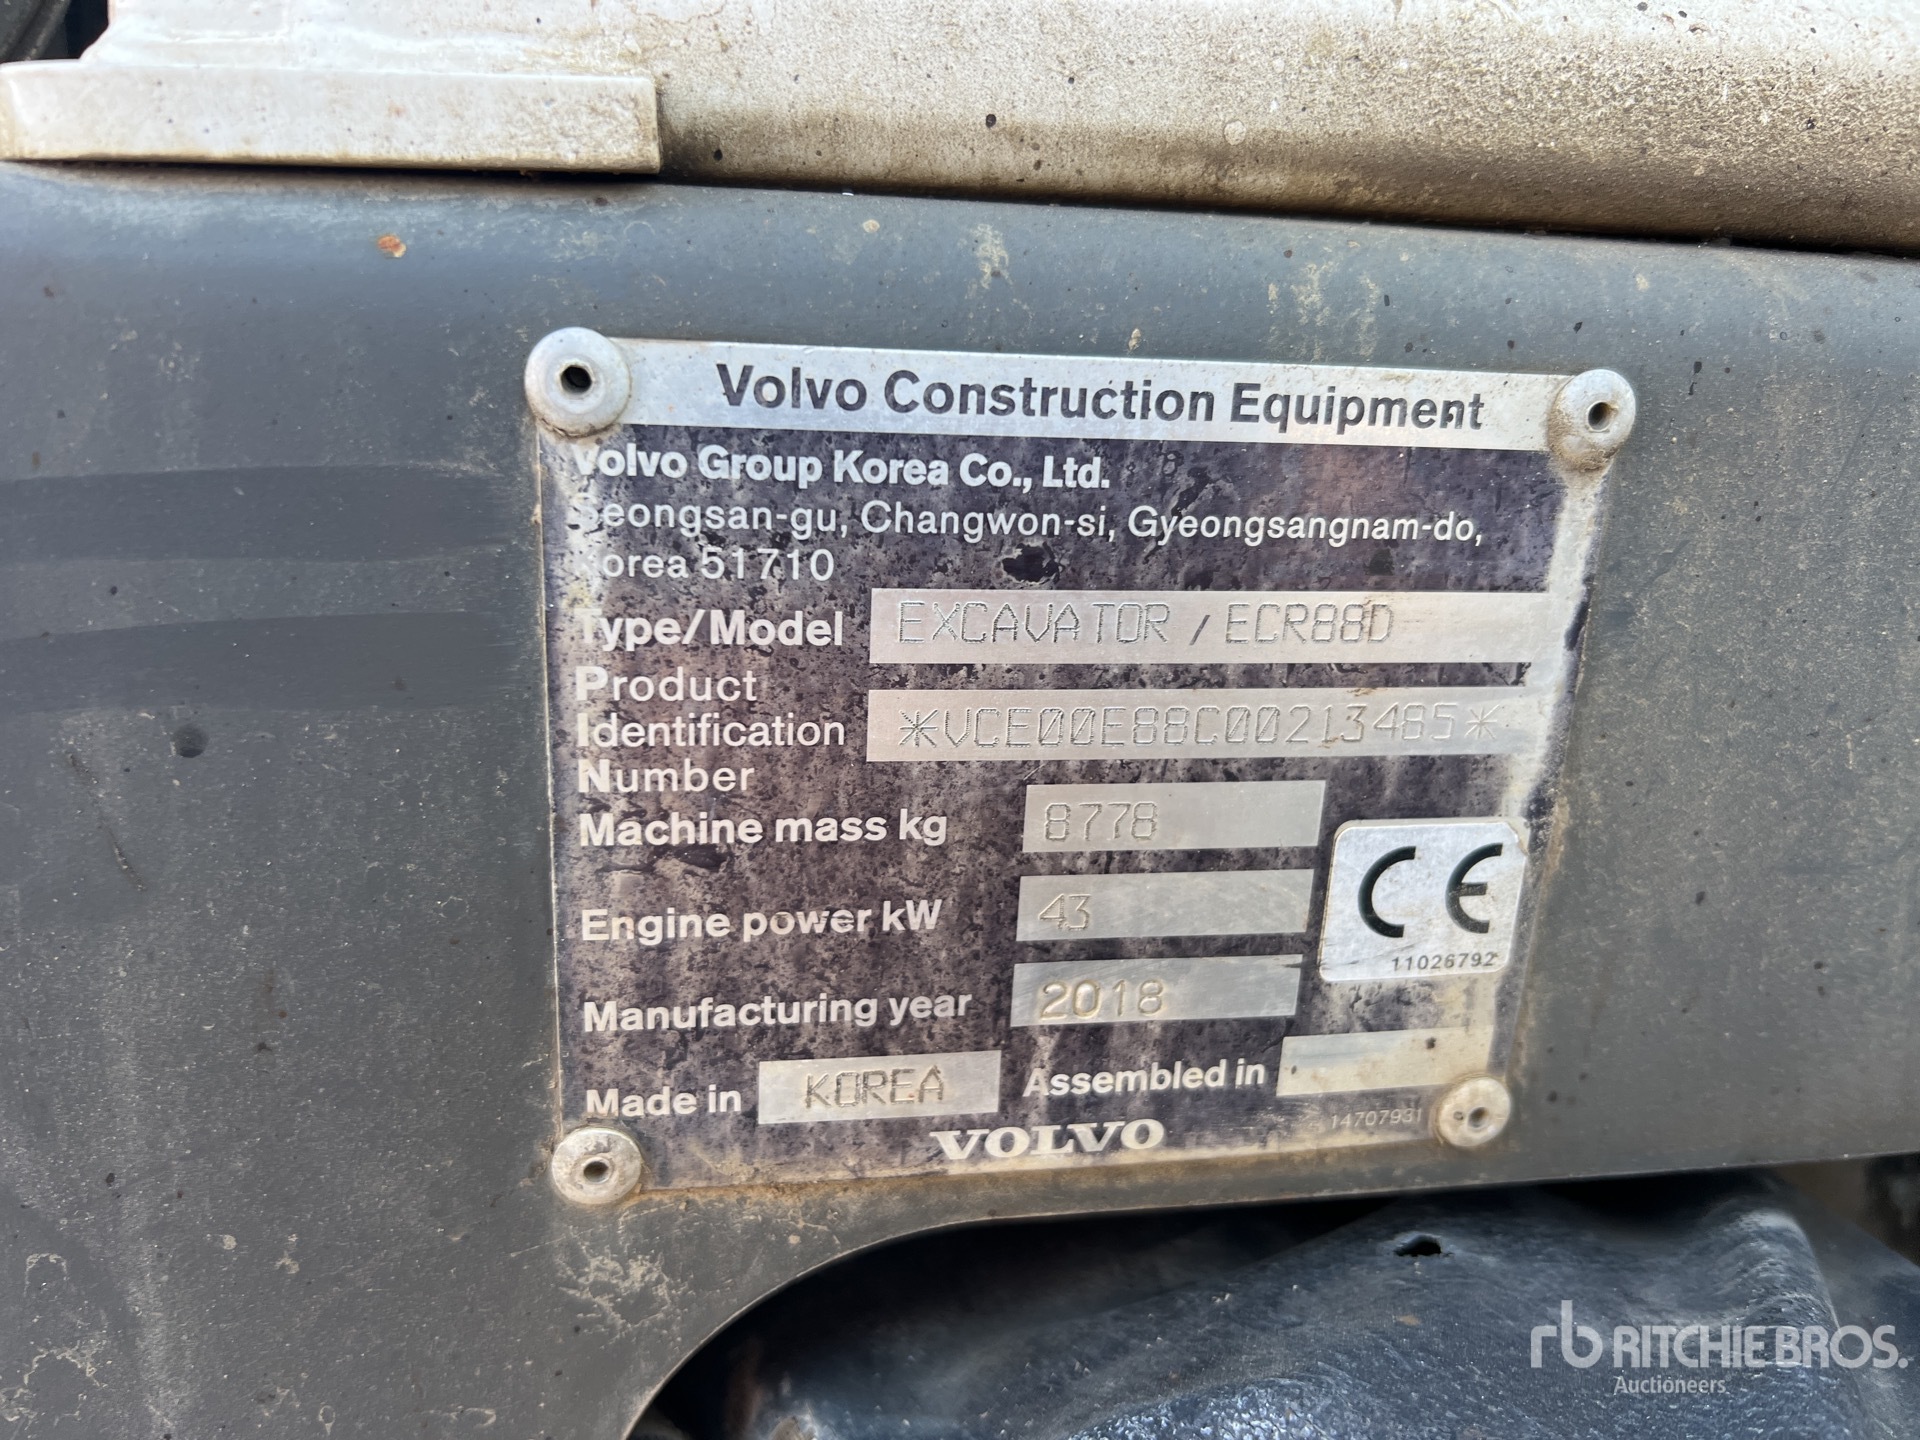 Volvo Construction Equipment
Volvo Group Korea Co., Ltd.
Seongsan-gu, Changwon-si, Gyeongsangnam-do,
Korea 51710
Type/Model EXCAVATOR / ECR88D
Product
Identification *VCE00E88C00213485*
Number
Machine mass kg 8778
Engine power kW 43
CE
11026792
Manufacturing year 2018
Made in KOREA Assembled in
VOLVO 14707931
rb RITCHIE BROS.
Auctioneers